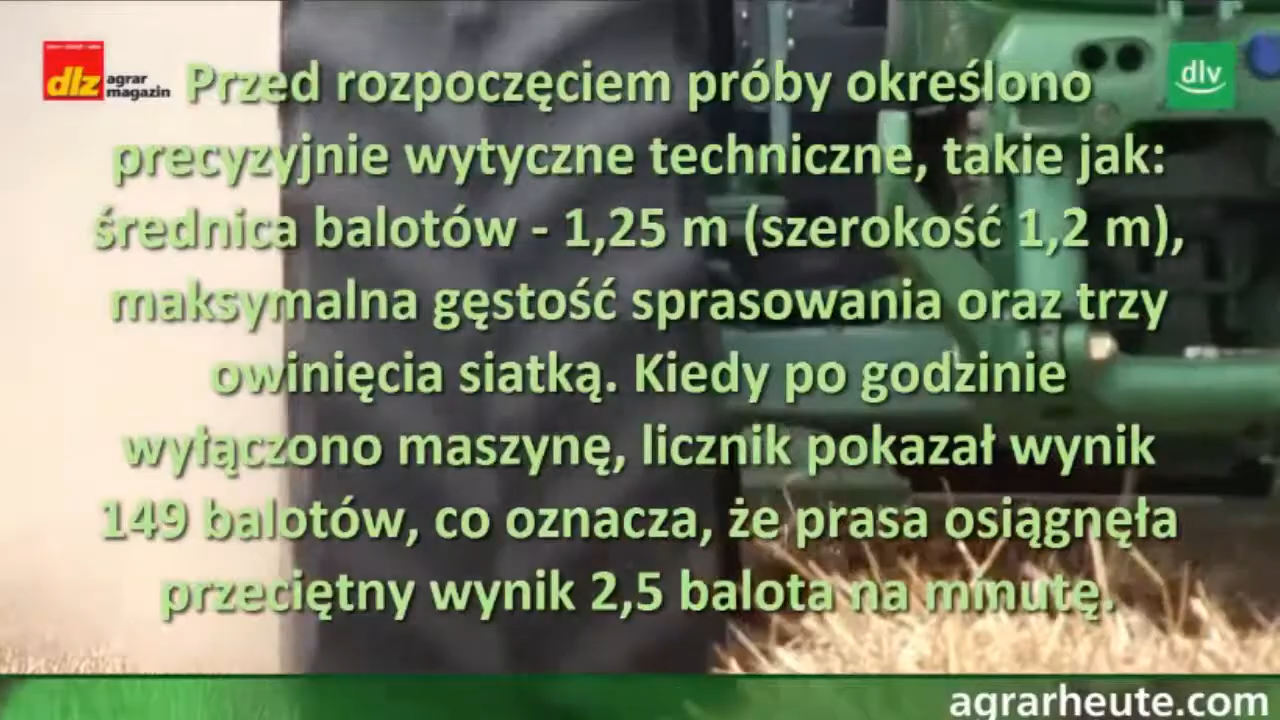 dlz agrar magazin
dlv
Przed rozpoczęciem próby określono
precyzyjnie wytyczne techniczne, takie jak:
średnica balotów - 1,25 m (szerokość 1,2 m),
maksymalna gęstość sprasowania oraz trzy
owinięcia siatką. Kiedy po godzinie
wyłączono maszynę, licznik pokazał wynik
149 balotów, co oznacza, że prasa osiągnęła
przeciętny wynik 2,5 balota na minutę.
agrarheute.com